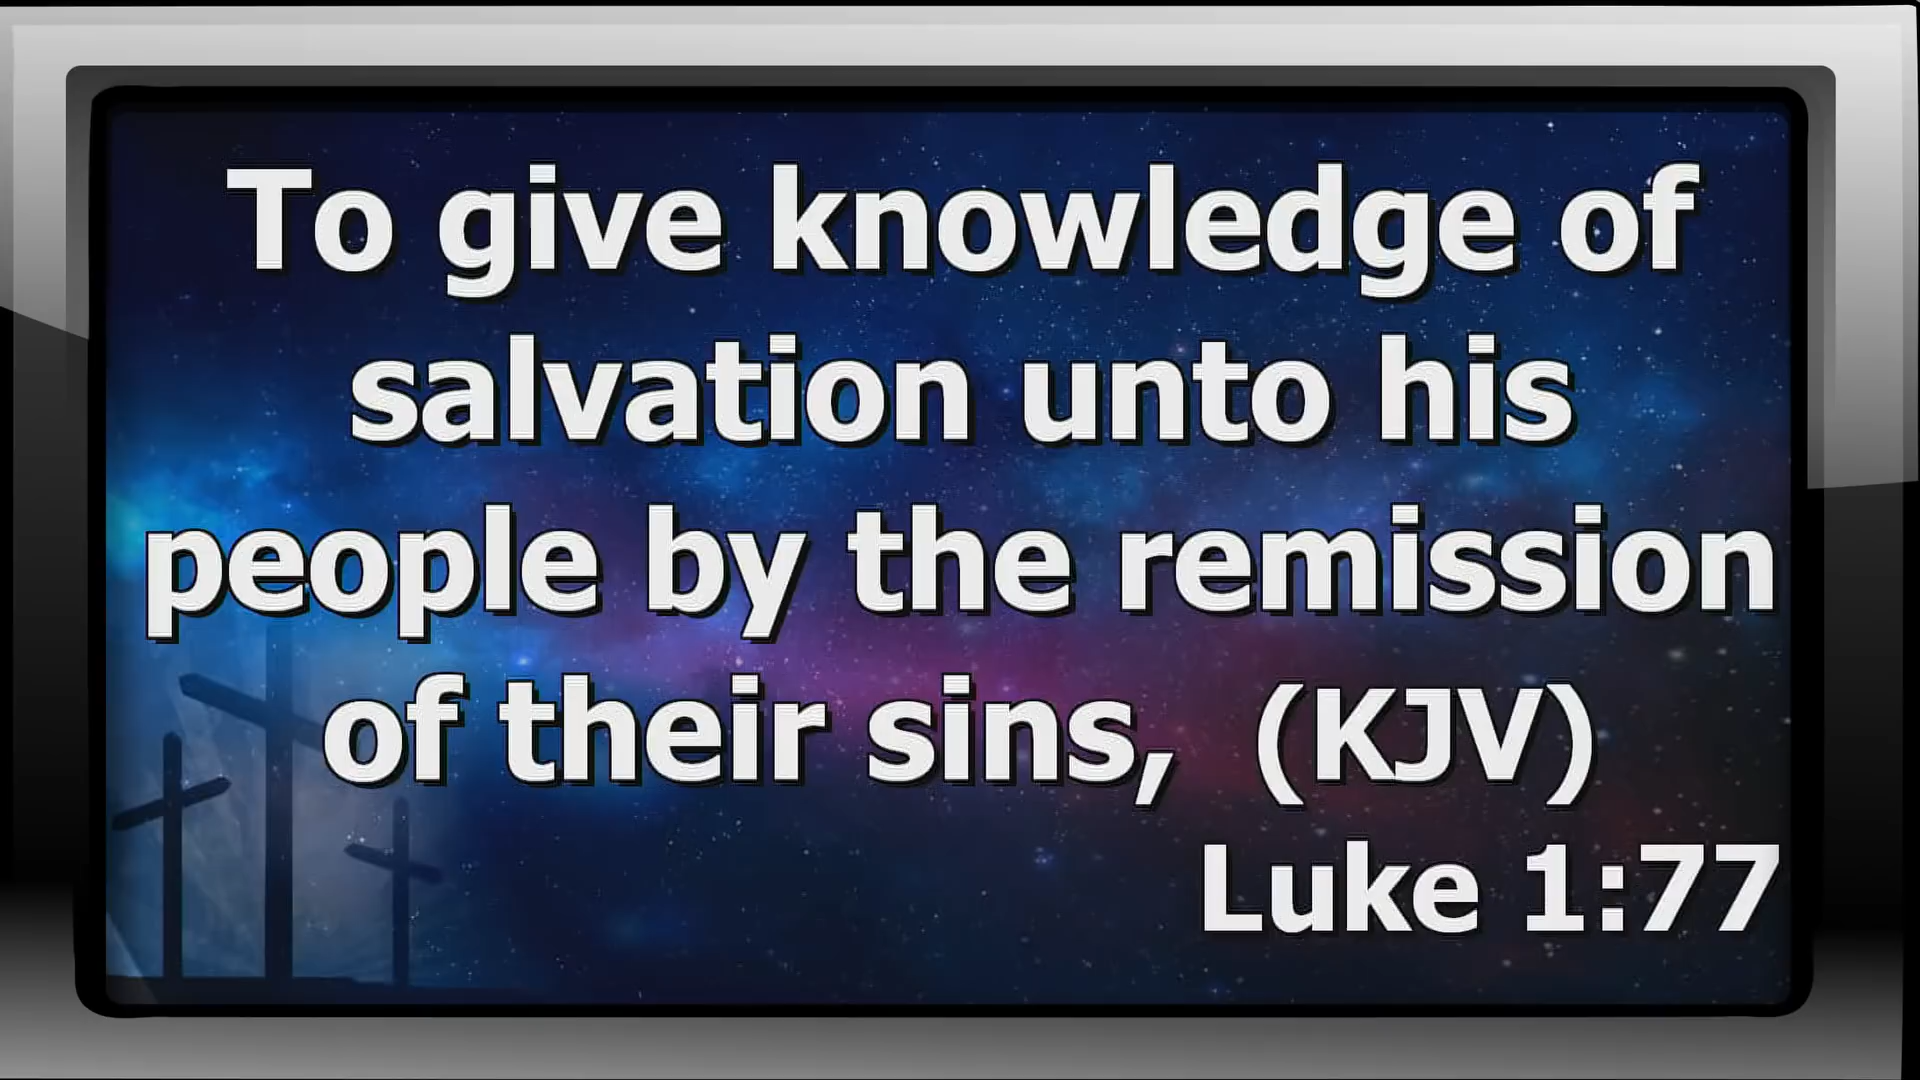 To give knowledge of
salvation unto his
people by the remission
of their sins, (KJV)
Luke 1:77